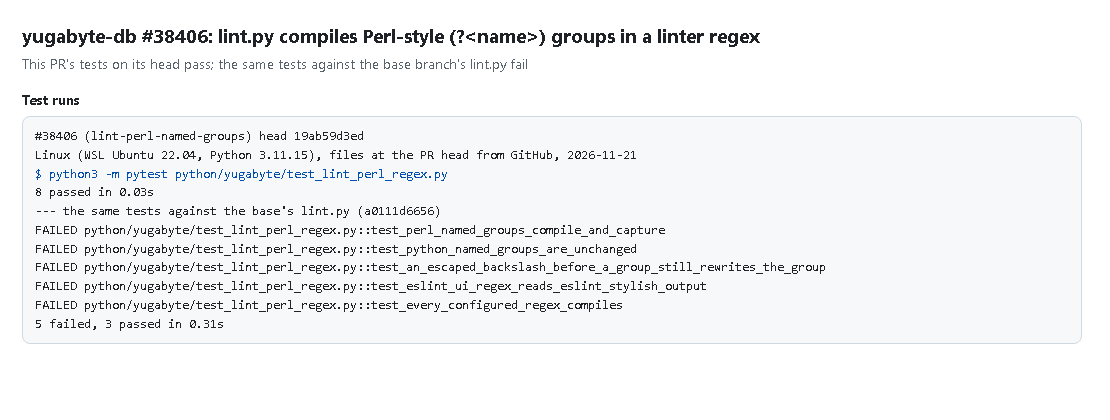 yugabyte-db #38406: lint.py compiles Perl-style (?<name>) groups in a linter regex
This PR's tests on its head pass; the same tests against the base branch's lint.py fail
Test runs
#38406 (lint-perl-named-groups) head 19ab59d3ed
Linux (WSL Ubuntu 22.04, Python 3.11.15), files at the PR head from GitHub, 2026-11-21
$ python3 -m pytest python/yugabyte/test_lint_perl_regex.py
8 passed in 0.03s
--- the same tests against the base's lint.py (a0111d6656)
FAILED python/yugabyte/test_lint_perl_regex.py::test_perl_named_groups_compile_and_capture
FAILED python/yugabyte/test_lint_perl_regex.py::test_python_named_groups_are_unchanged
FAILED python/yugabyte/test_lint_perl_regex.py::test_an_escaped_backslash_before_a_group_still_rewrites_the_group
FAILED python/yugabyte/test_lint_perl_regex.py::test_eslint_ui_regex_reads_eslint_stylish_output
FAILED python/yugabyte/test_lint_perl_regex.py::test_every_configured_regex_compiles
5 failed, 3 passed in 0.31s